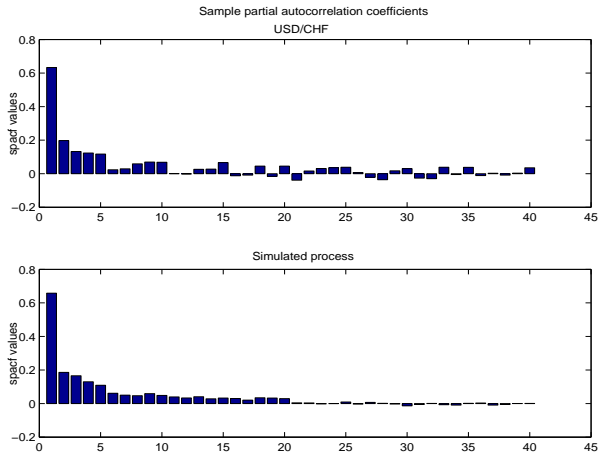 Sample partial autocorrelation coefficients
USD/CHF
spacf values
0.8
0.6
0.4
0.2
0
−0.2
0 5 10 15 20 25 30 35 40 45
Simulated process
spacf values
0.8
0.6
0.4
0.2
0
−0.2
0 5 10 15 20 25 30 35 40 45